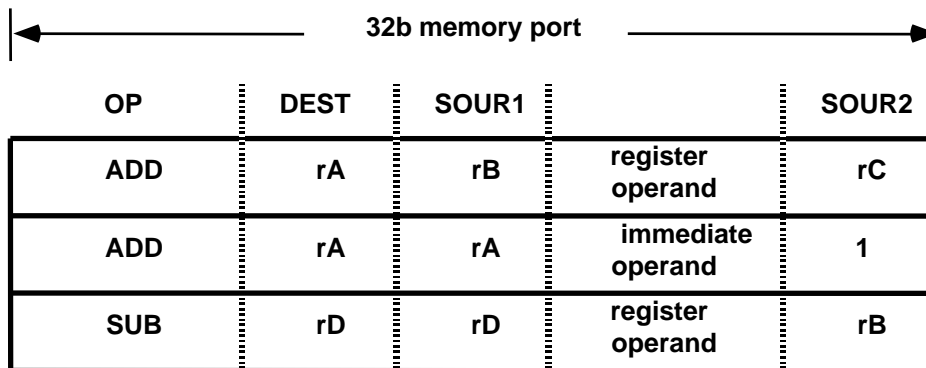 32b memory port
OP DEST SOUR1 SOUR2
ADD rA rB register operand rC
ADD rA rA immediate operand 1
SUB rD rD register operand rB